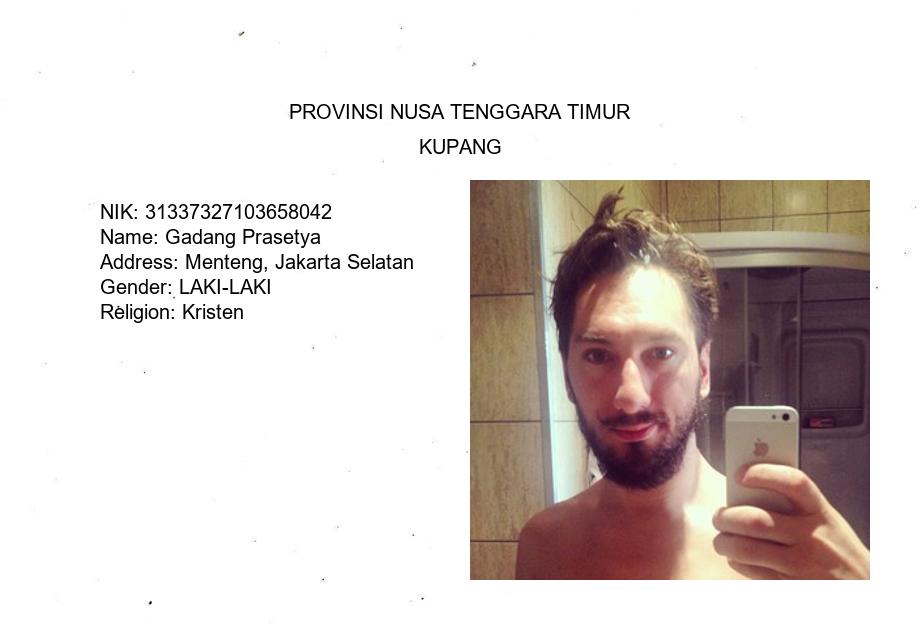 PROVINSI NUSA TENGGARA TIMUR
KUPANG
NIK: 31337327103658042
Name: Gadang Prasetya
Address: Menteng, Jakarta Selatan
Gender: LAKI-LAKI
Religion: Kristen